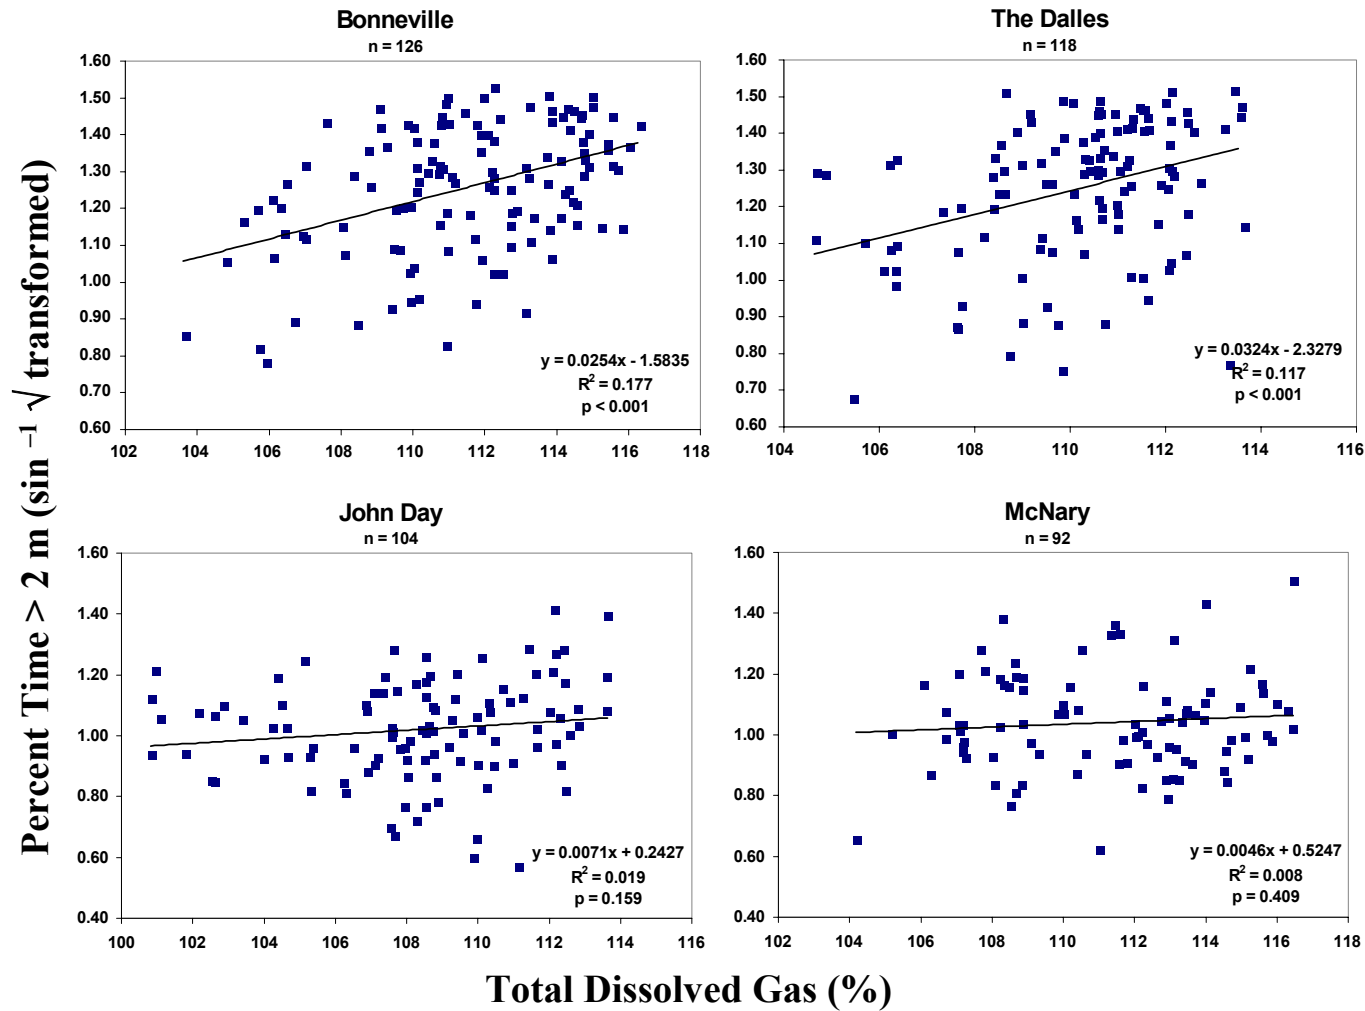 Bonneville
n = 126
1.60
1.50
1.40
1.30
1.20
1.10
1.00
0.90
0.80
0.70
0.60
y = 0.0254x - 1.5835
R² = 0.177
p < 0.001
102 104 106 108 110 112 114 116 118
The Dalles
n = 118
1.60
1.50
1.40
1.30
1.20
1.10
1.00
0.90
0.80
0.70
0.60
y = 0.0324x - 2.3279
R² = 0.117
p < 0.001
104 106 108 110 112 114 116
John Day
n = 104
1.60
1.40
1.20
1.00
0.80
0.60
0.40
y = 0.0071x + 0.2427
R² = 0.019
p = 0.159
100 102 104 106 108 110 112 114 116
McNary
n = 92
1.60
1.40
1.20
1.00
0.80
0.60
0.40
y = 0.0046x + 0.5247
R² = 0.008
p = 0.409
102 104 106 108 110 112 114 116 118
Percent Time > 2 m (sin ⁻¹ √ transformed)
Total Dissolved Gas (%)